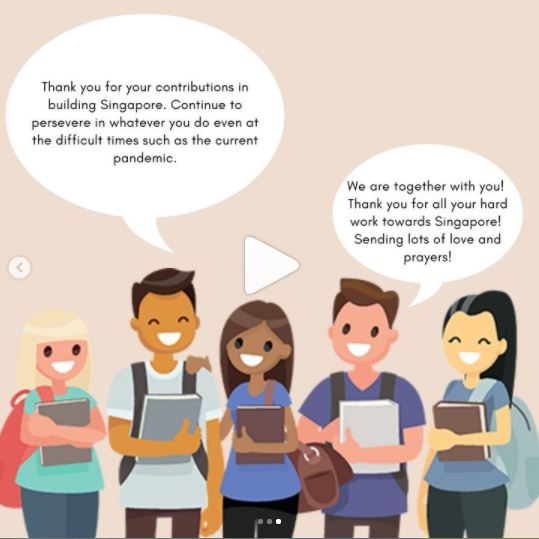 Thank you for your contributions in
building Singapore. Continue to
persevere in whatever you do even at
the difficult times such as the current
pandemic.
We are together with you!
Thank you for all your hard
work towards Singapore!
Sending lots of love and
prayers!